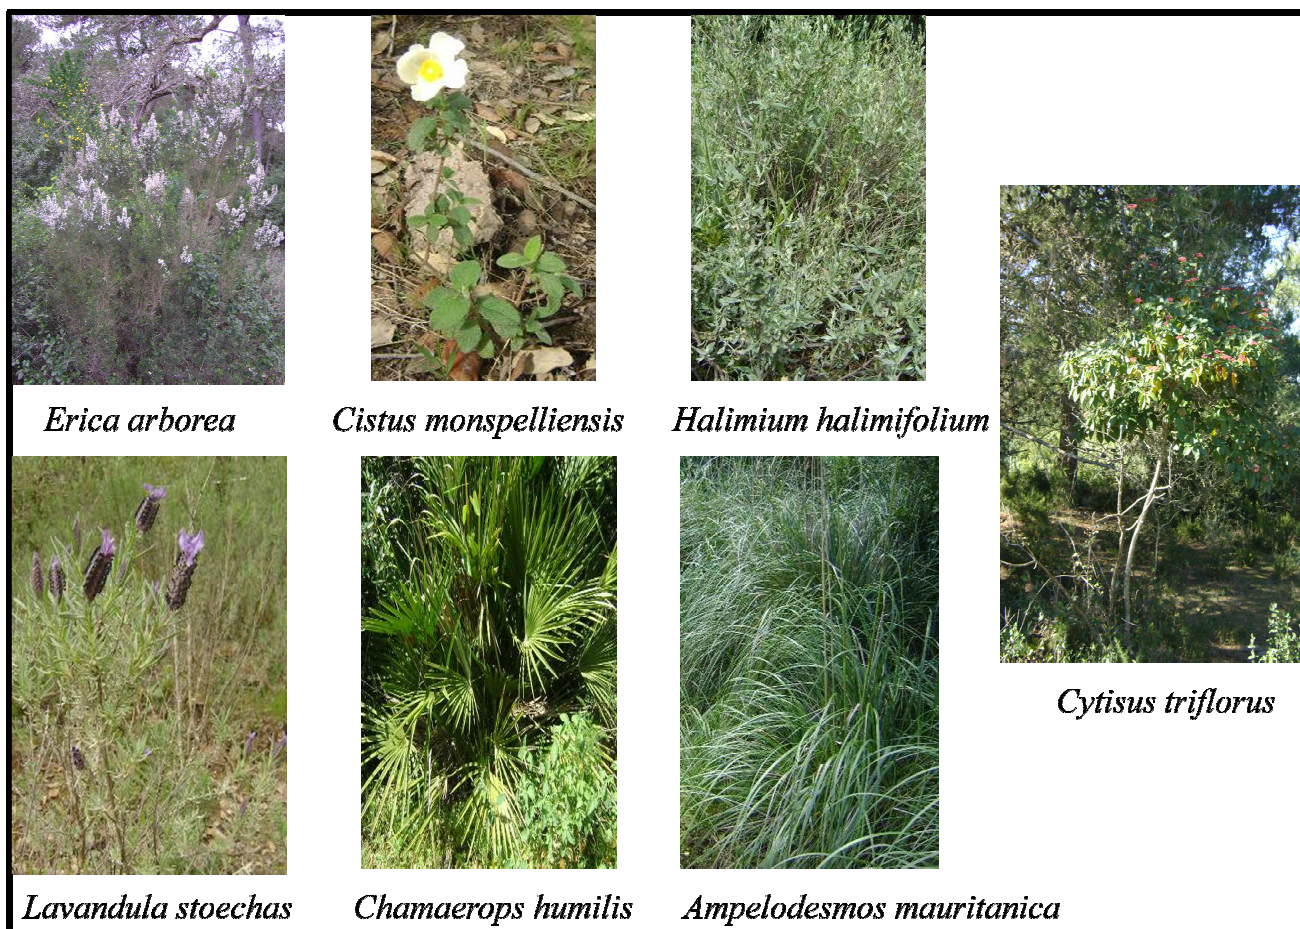 Erica arborea
Cistus monspelliensis
Halimium halimifolium
Cytisus triflorus
Lavandula stoechas
Chamaerops humilis
Ampelodesmos mauritanica